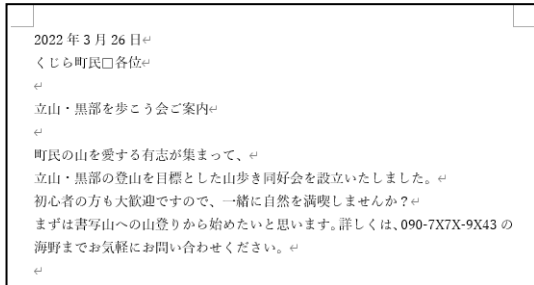 2022 年 3 月 26 日↵
くじら町民□各位↵
↵
立山・黒部を歩こう会ご案内↵
↵
町民の山を愛する有志が集まって、↵
立山・黒部の登山を目標とした山歩き同好会を設立いたしました。↵
初心者の方も大歓迎ですので、一緒に自然を満喫しませんか？↵
まずは書写山への山登りから始めたいと思います。詳しくは、090-7X7X-9X43 の
海野までお気軽にお問い合わせください。↵
↵